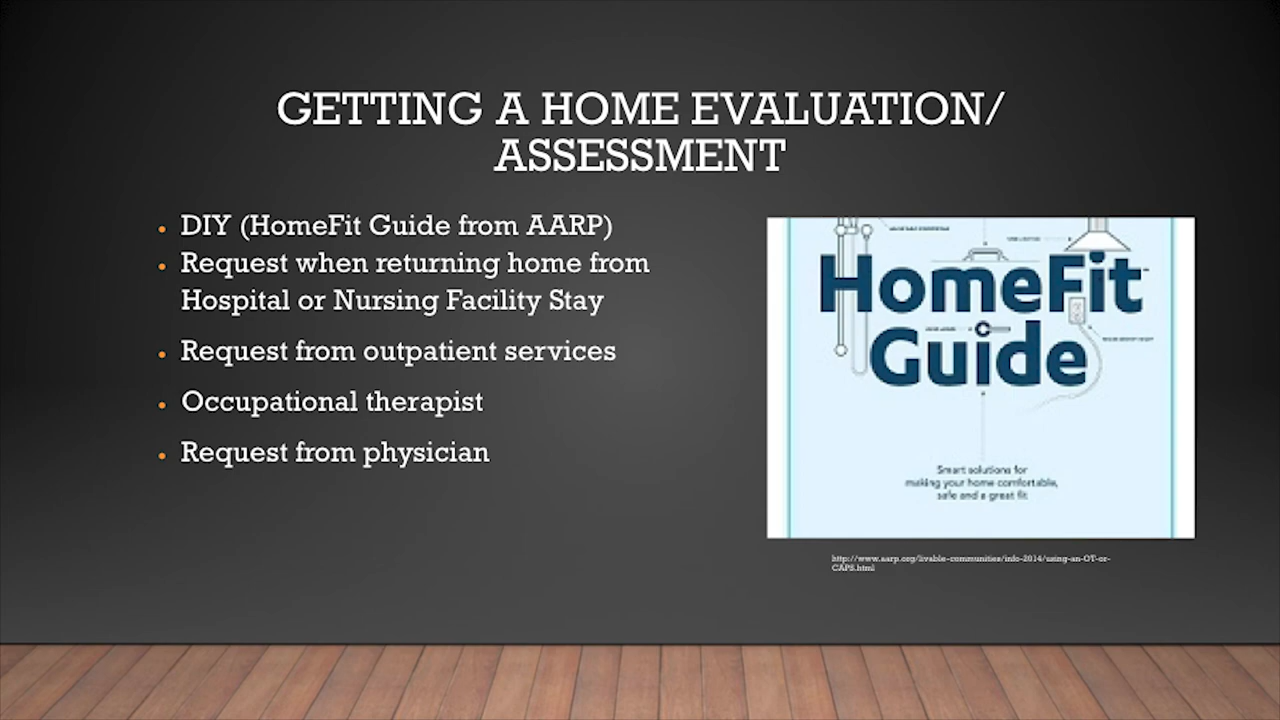 GETTING A HOME EVALUATION/
ASSESSMENT
DIY (HomeFit Guide from AARP)
Request when returning home from
Hospital or Nursing Facility Stay
Request from outpatient services
Occupational therapist
Request from physician
HomeFit
Guide
Smart solutions for
making your home comfortable,
safe and a great fit
http://www.aarp.org/livable-communities/info-2014/using-an-OT-or-
CAPS.html